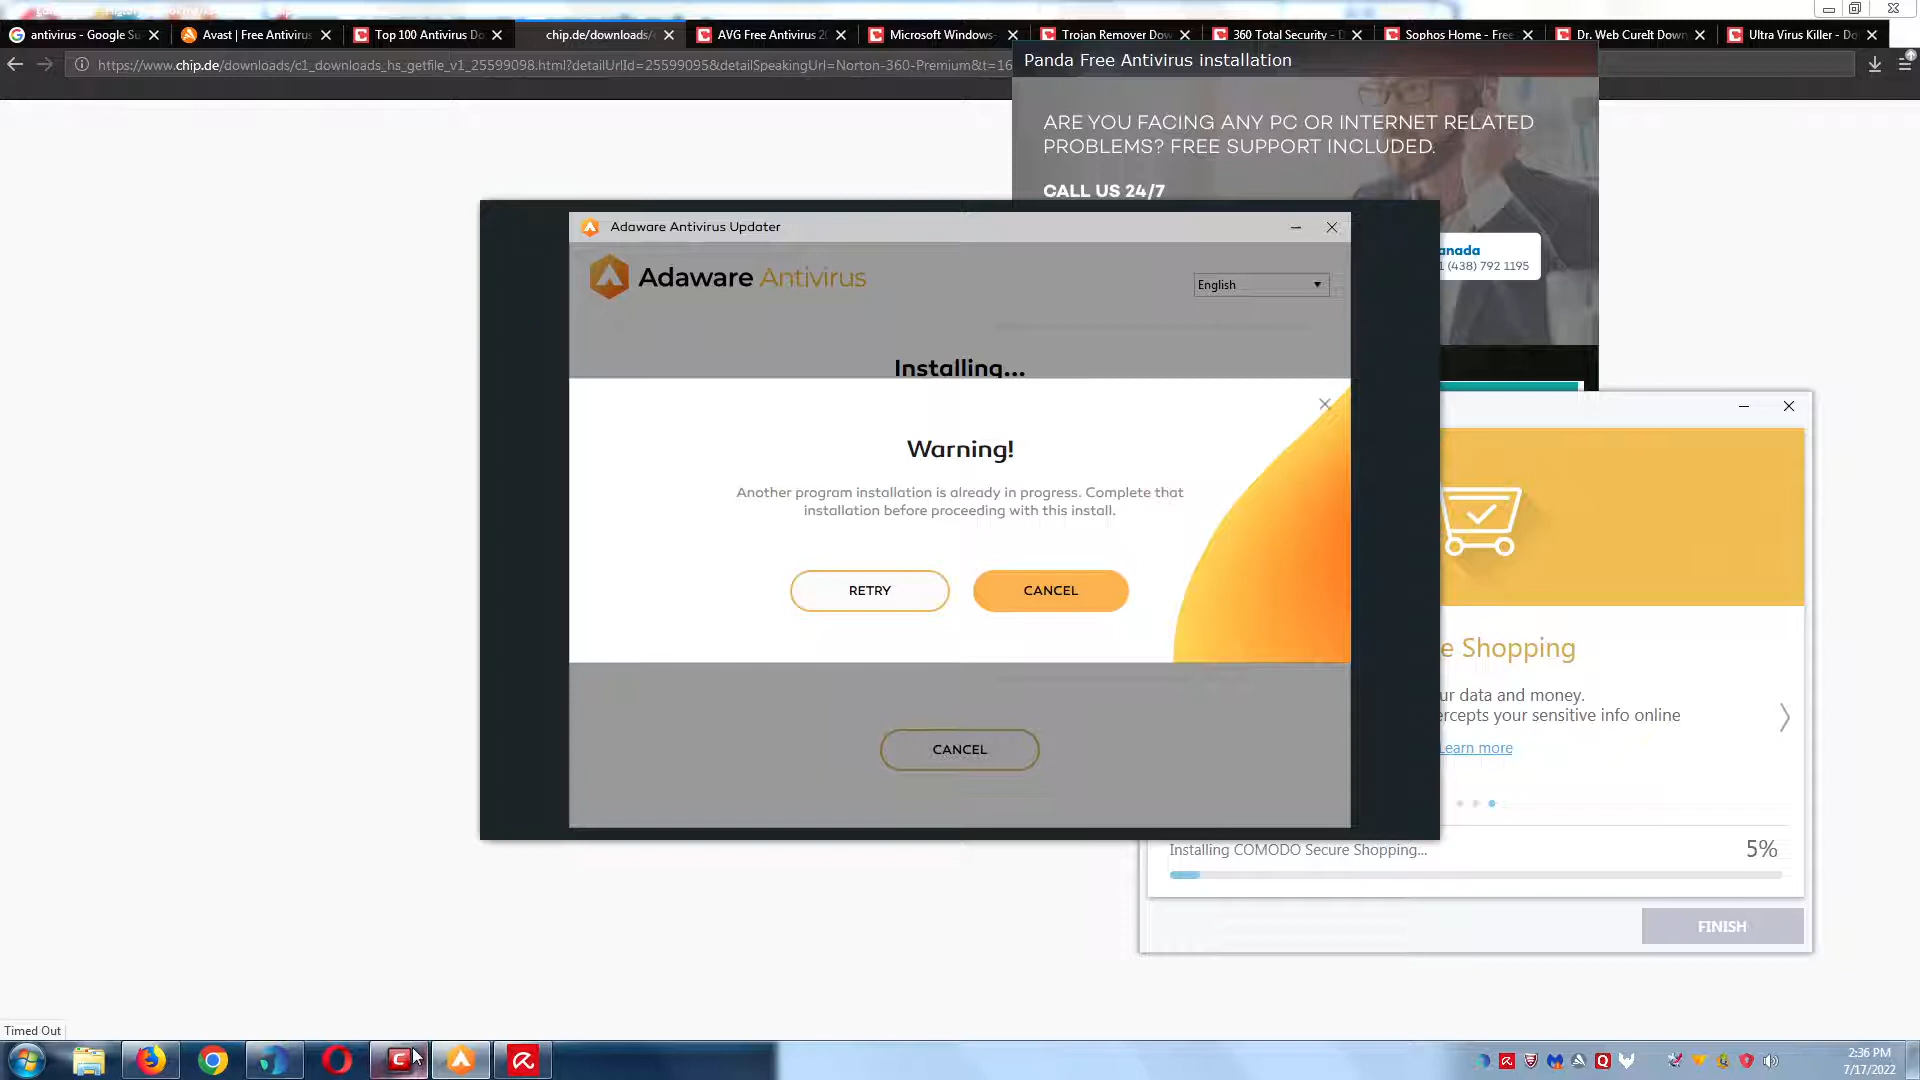 antivirus - Google Su
Avast | Free Antivirus
Top 100 Antivirus Do
chip.de/downloads/
AVG Free Antivirus 20
Microsoft Windows-
Trojan Remover Dow
360 Total Security - D
Sophos Home - Free
Dr. Web CureIt Down
Ultra Virus Killer - Do
https://www.chip.de/downloads/c1_downloads_hs_getfile_v1_25599098.html?detailUrlId=25599095&detailSpeakingUrl=Norton-360-Premium&t=16
Panda Free Antivirus installation
ARE YOU FACING ANY PC OR INTERNET RELATED
PROBLEMS? FREE SUPPORT INCLUDED.
CALL US 24/7
anada
1 (438) 792 1195
Adaware Antivirus Updater
Adaware Antivirus
English
Installing...
Warning!
Another program installation is already in progress. Complete that
installation before proceeding with this install.
RETRY
CANCEL
CANCEL
e Shopping
ur data and money.
ercepts your sensitive info online
Learn more
Installing COMODO Secure Shopping...
5%
FINISH
Timed Out
2:36 PM
7/17/2022